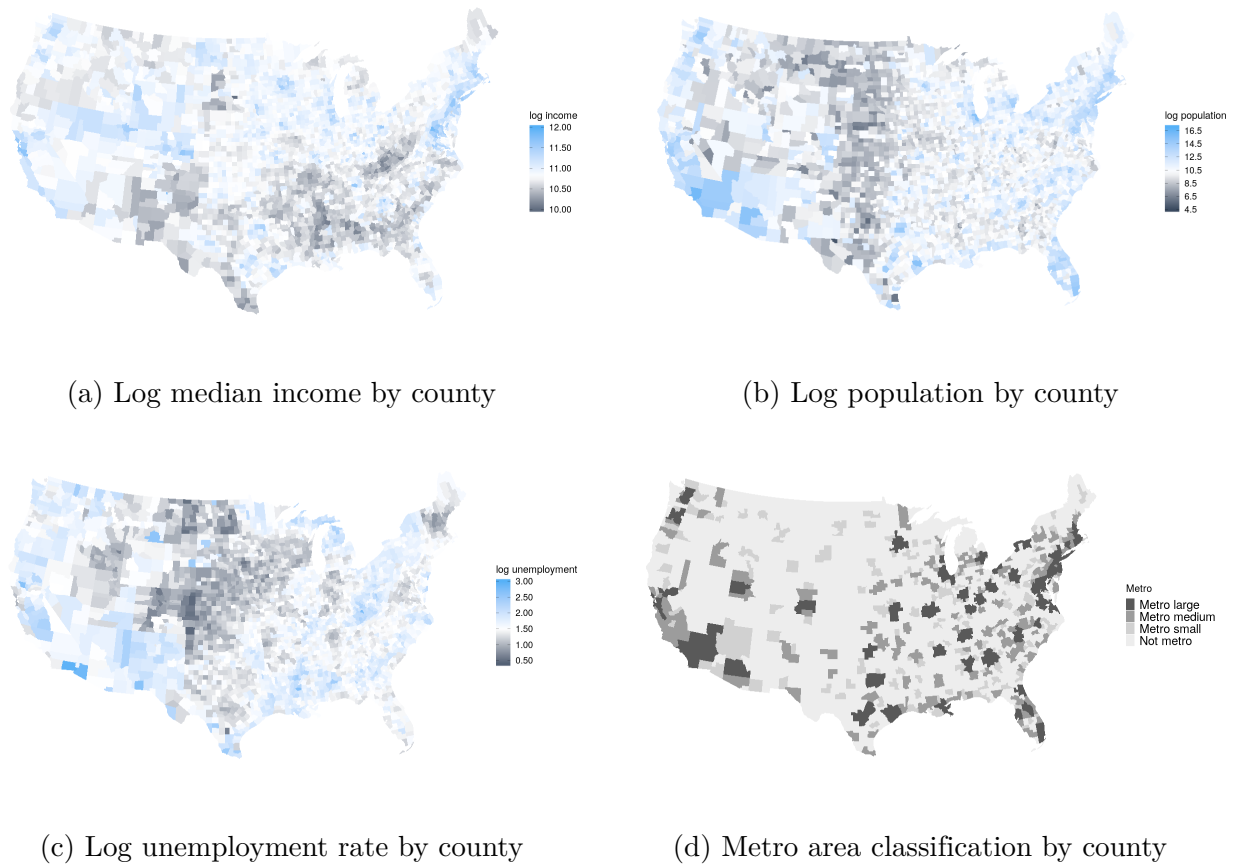 log income
12.00
11.50
11.00
10.50
10.00
log population
16.5
14.5
12.5
10.5
8.5
6.5
4.5
(a) Log median income by county
(b) Log population by county
log unemployment
3.00
2.50
2.00
1.50
1.00
0.50
Metro
Metro large
Metro medium
Metro small
Not metro
(c) Log unemployment rate by county
(d) Metro area classification by county